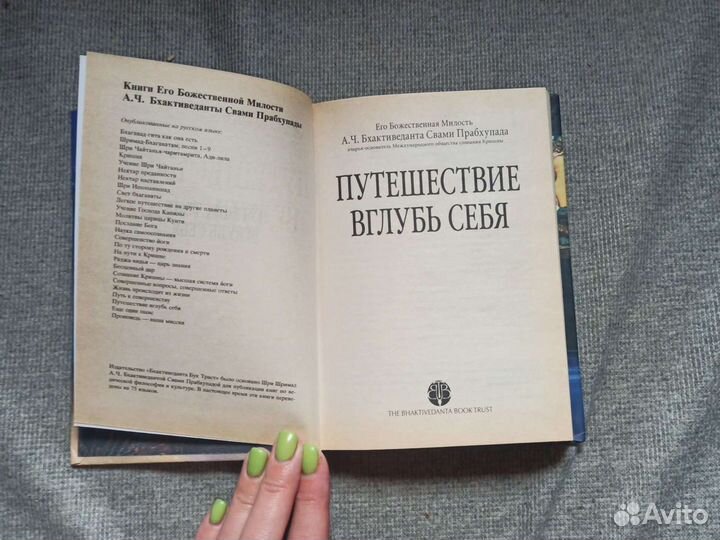 Книги Его Божественной Милости
А.Ч. Бхактиведанты Свами Прабхупады
Опубликованные на русском языке:
Бхагавад-гита как она есть
Шримад-Бхагаватам, песни 1–9
Шри Чайтанья-чаритамрита, Ади-лила
Кришна
Учение Шри Чайтаньи
Нектар преданности
Нектар наставлений
Шри Ишопанишад
Свет бхагаваты
Легкое путешествие на другие планеты
Учение Господа Капилы
Молитвы царицы Кунти
Послание Бога
Наука самоосознания
Совершенство йоги
По ту сторону рождения и смерти
На пути к Кришне
Раджа-видья — царь знания
Бесценный дар
Сознание Кришны — высшая система йоги
Совершенные вопросы, совершенные ответы
Жизнь происходит из жизни
Путь к совершенству
Путешествие вглубь себя
Еще один шанс
Проповедь — наша миссия
Издательство «Бхактиведанта Бук Траст» было основано Шри Шримад
А.Ч. Бхактиведантой Свами Прабхупадой для публикации книг по ве-
дической философии и культуре. В настоящее время эти книги переведе-
ны на 75 языков.
Его Божественная Милость
А.Ч. Бхактиведанта Свами Прабхупада
ачарья-основатель Международного общества сознания Кришны
ПУТЕШЕСТВИЕ
ВГЛУБЬ СЕБЯ
THE BHAKTIVEDANTA BOOK TRUST
Avito